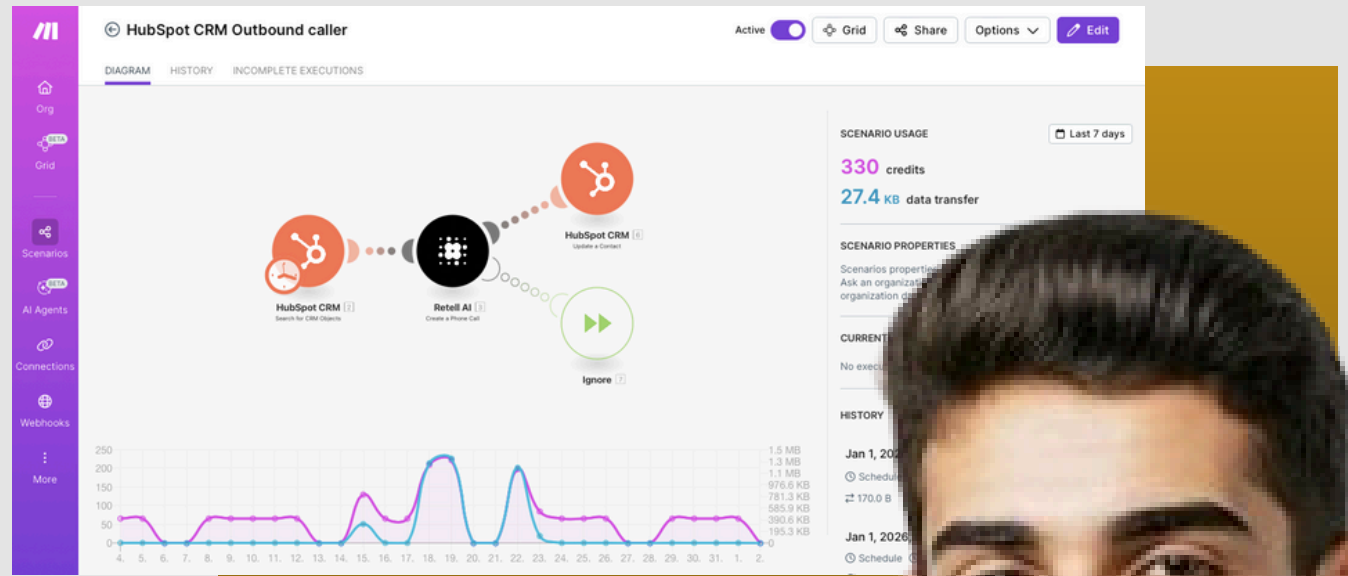 HubSpot CRM Outbound caller
Active
Grid
Share
Options
Edit
DIAGRAM
HISTORY
INCOMPLETE EXECUTIONS
Org
BETA
Grid
Scenarios
BETA
AI Agents
Connections
Webhooks
More
HubSpot CRM
Search for CRM Objects
Retell AI
Create a Phone Call
HubSpot CRM 6
Update a Contact
Ignore 7
SCENARIO USAGE
Last 7 days
330 credits
27.4 KB data transfer
SCENARIO PROPERTIES
Scenarios
Ask an
organization
CURRENT
No
HISTORY
Jan 1,
170.0 B
Jan 1, 2026,
Schedule
250
200
150
100
50
0
1.5 MB
1.3 MB
1.1 MB
976.6 KB
781.3 KB
585.9 KB
390.6 KB
195.3 KB
0
4. 5. 6. 7. 8. 9. 10. 11. 12. 13. 14. 15. 16. 17. 18. 19. 20. 21. 22. 23. 24. 25. 26. 27. 28. 29. 30. 31. 1. 2.